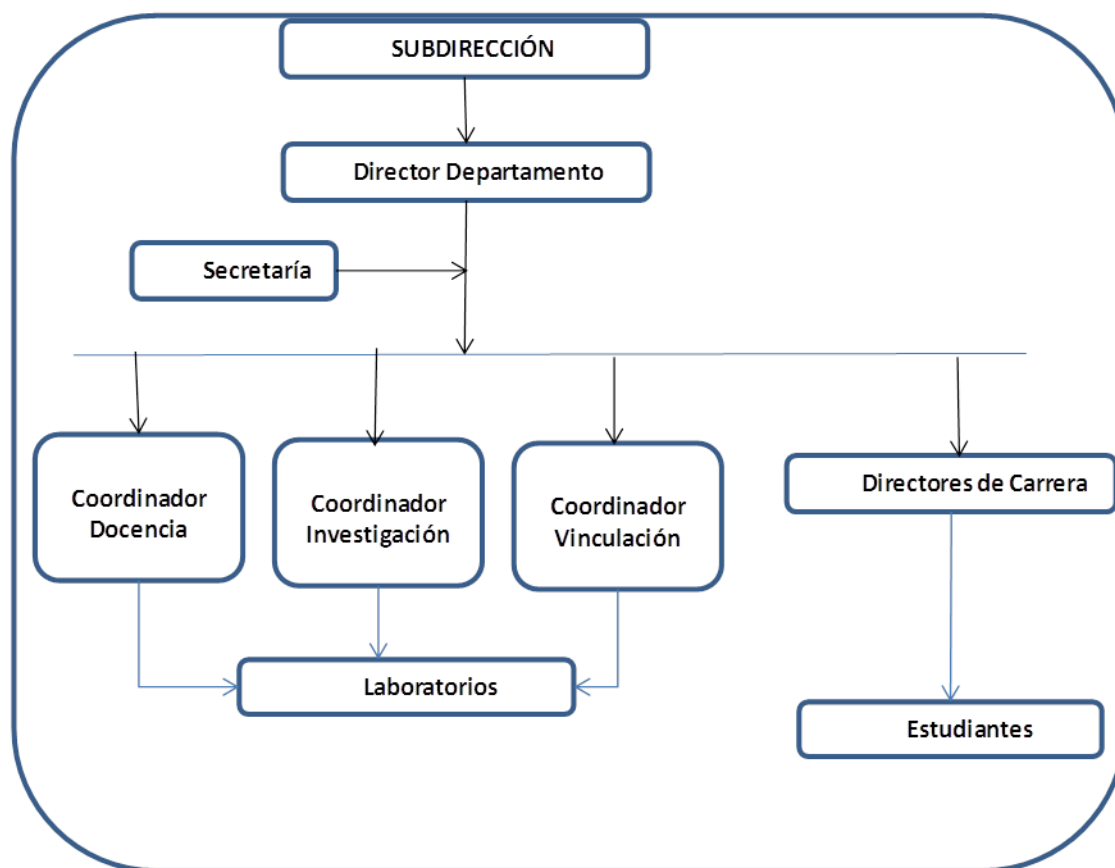 SUBDIRECCIÓN
Director Departamento
Secretaría
Coordinador
Docencia
Coordinador
Investigación
Coordinador
Vinculación
Directores de Carrera
Laboratorios
Estudiantes